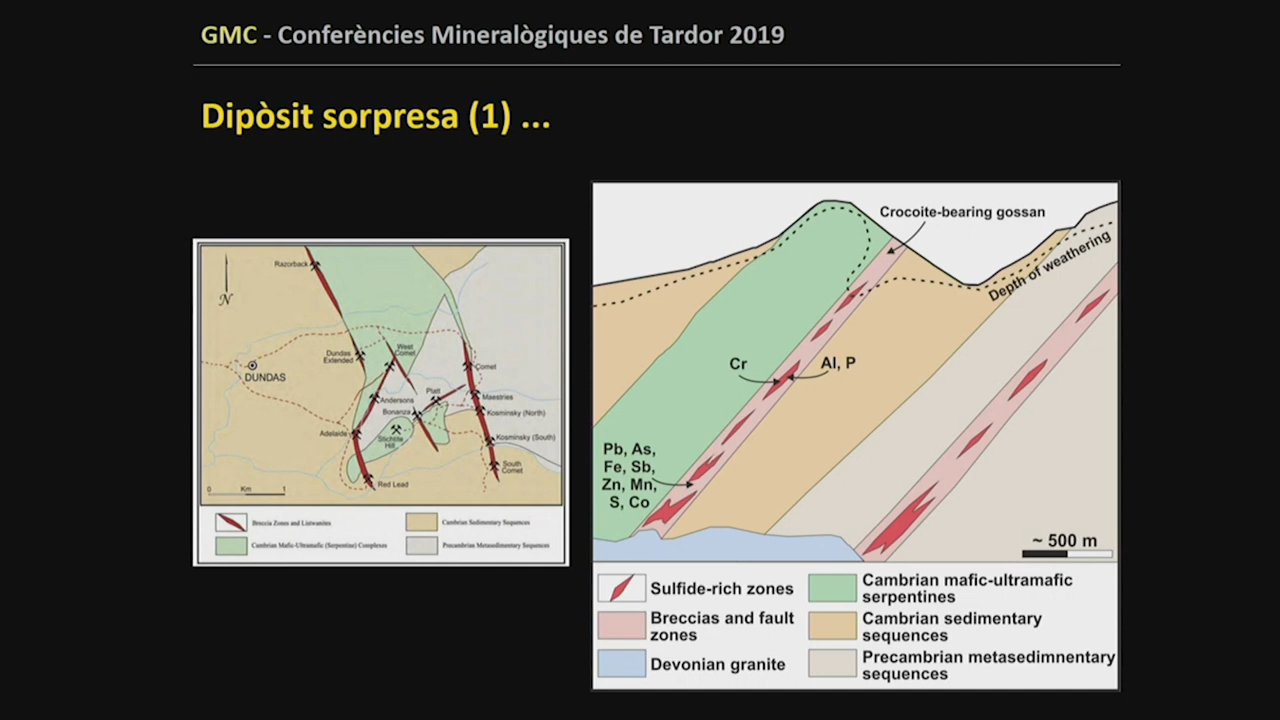 GMC - Conferències Mineralògiques de Tardor 2019
Dipòsit sorpresa (1) ...
Razorback
N
Dundas
Extended
West
Comet
DUNDAS
Comet
Platt
Maestries
Andersons
Bonanza
Kosminsky (North)
Adelaide
Stichtite
Hill
Kosminsky (South)
South
Comet
Red Lead
0 Km 1
Breccia Zones and Listwanites
Cambrian Sedimentary Sequences
Cambrian Mafic-Ultramafic (Serpentine) Complexes
Precambrian Metasedimentary Sequences
Crocoite-bearing gossan
Depth of weathering
Cr
Al, P
Pb, As,
Fe, Sb,
Zn, Mn,
S, Co
~ 500 m
Sulfide-rich zones
Cambrian mafic-ultramafic
serpentines
Breccias and fault
zones
Cambrian sedimentary
sequences
Devonian granite
Precambrian metasedimnentary
sequences